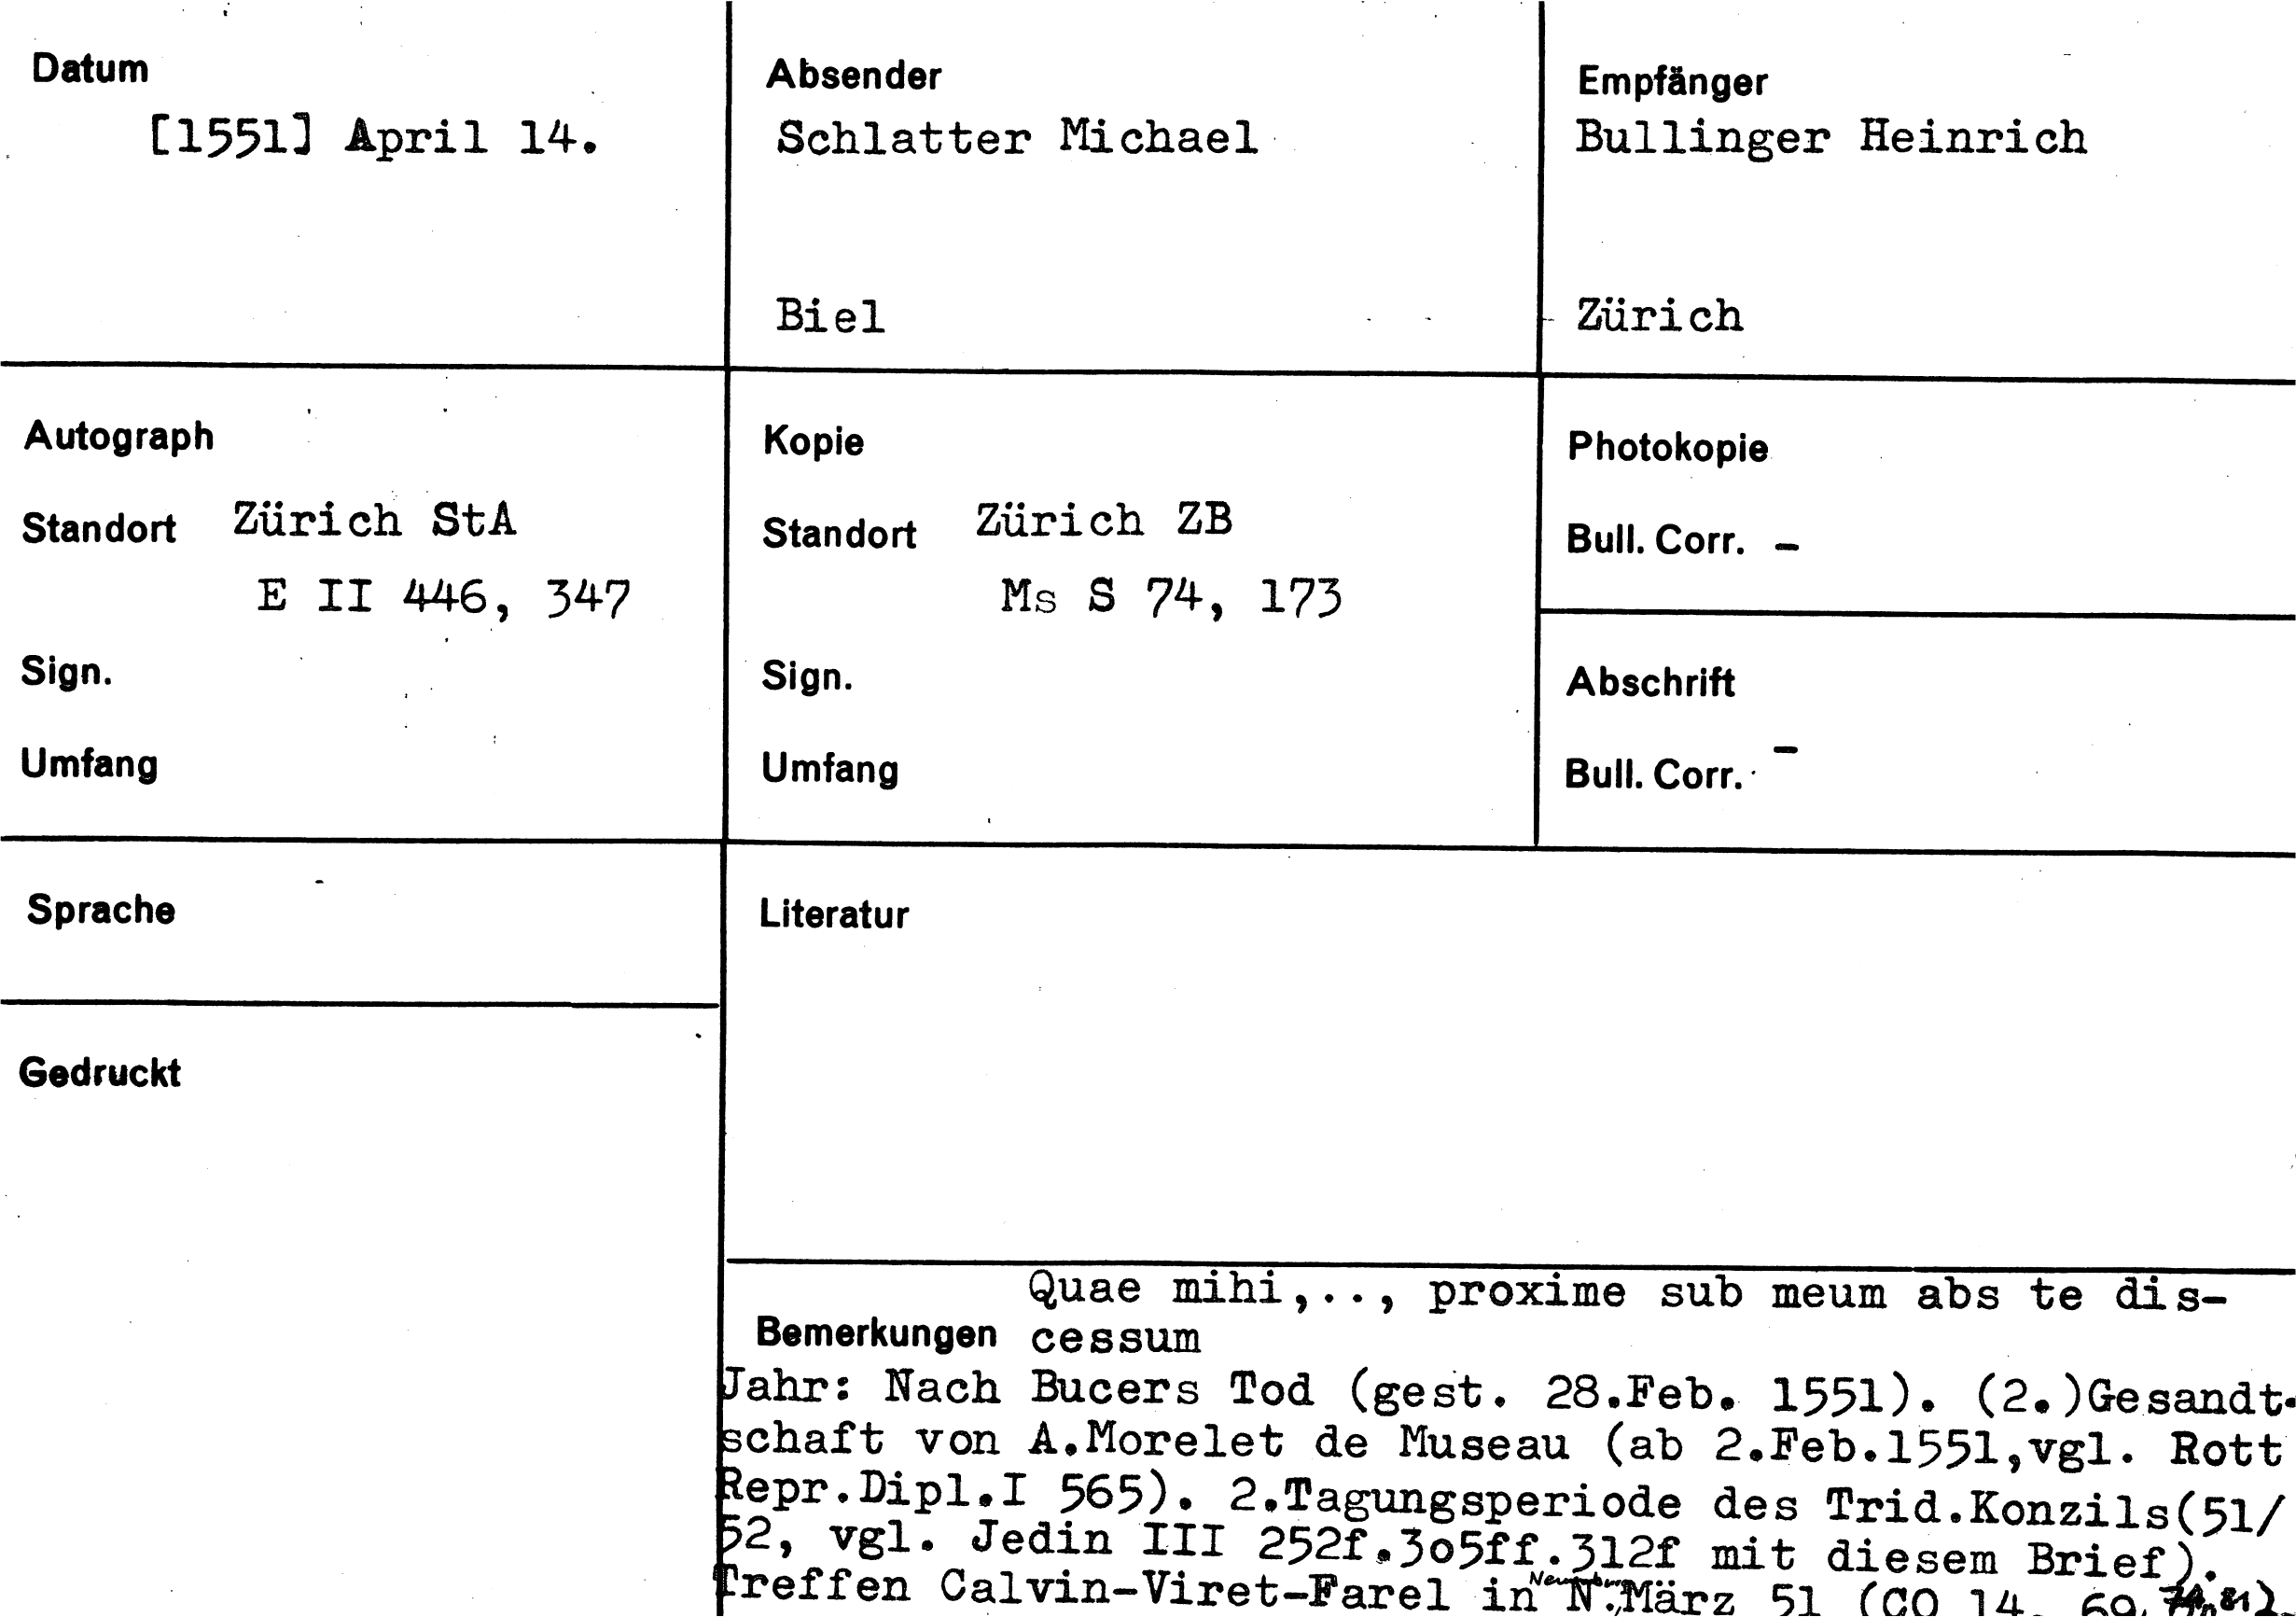 Datum
[1551] April 14.
Absender
Schlatter Michael
Biel
Empfänger
Bullinger Heinrich
Zürich
Autograph
Standort Zürich StA
E II 446, 347
Sign.
Umfang
Kopie
Standort Zürich ZB
Ms S 74, 173
Sign.
Umfang
Photokopie
Bull. Corr. -
Abschrift
Bull. Corr. -
Sprache
Literatur
Gedruckt
Quae mihi,.., proxime sub meum abs te dis-
Bemerkungen cessum
Jahr: Nach Bucers Tod (gest. 28.Feb. 1551). (2.)Gesandt-
schaft von A.Morelet de Museau (ab 2.Feb.1551,vgl. Rott
Repr.Dipl.I 565). 2.Tagungsperiode des Trid.Konzils(51/
52, vgl. Jedin III 252f.305ff.312f mit diesem Brief).
Treffen Calvin-Viret-Farel in N.,März 51 (CO 14, 69,